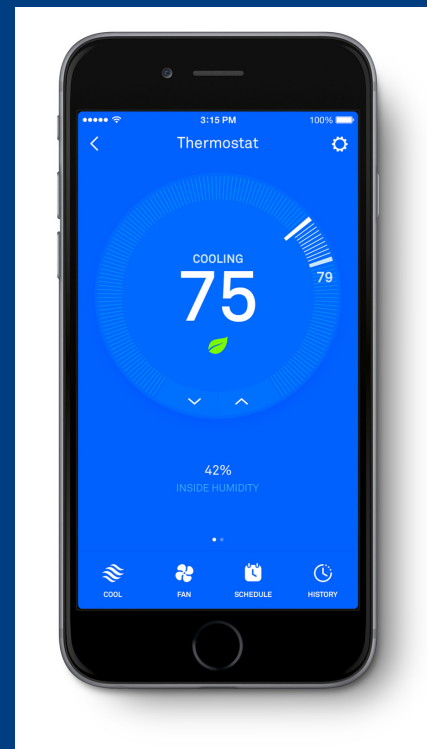 3:15 PM 100%
Thermostat
COOLING
75
79
42%
INSIDE HUMIDITY
COOL FAN SCHEDULE HISTORY